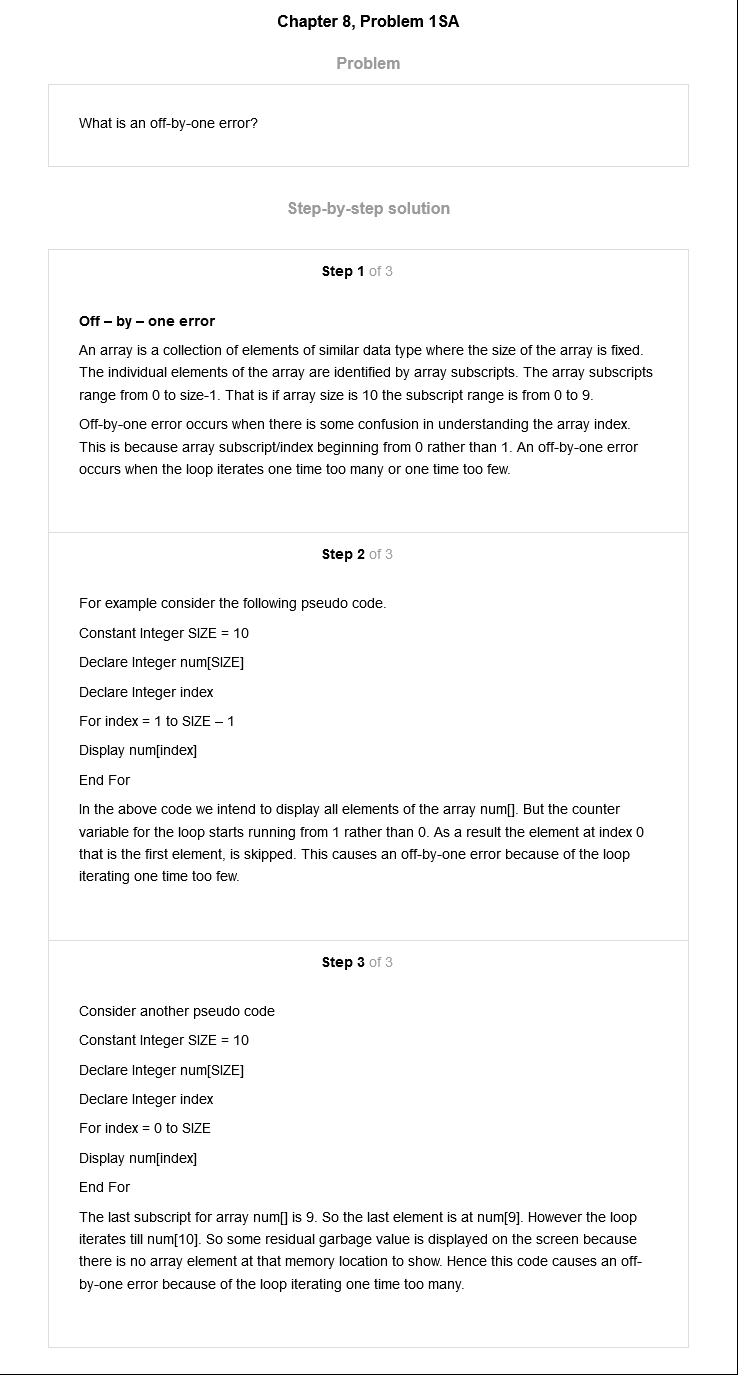 Chapter 8, Problem 1SA
Problem
What is an off-by-one error?
Step-by-step solution
Step 1 of 3
Off – by – one error
An array is a collection of elements of similar data type where the size of the array is fixed.
The individual elements of the array are identified by array subscripts. The array subscripts
range from 0 to size-1. That is if array size is 10 the subscript range is from 0 to 9.
Off-by-one error occurs when there is some confusion in understanding the array index.
This is because array subscript/index beginning from 0 rather than 1. An off-by-one error
occurs when the loop iterates one time too many or one time too few.
Step 2 of 3
For example consider the following pseudo code.
Constant Integer SIZE = 10
Declare Integer num[SIZE]
Declare Integer index
For index = 1 to SIZE – 1
Display num[index]
End For
In the above code we intend to display all elements of the array num[]. But the counter
variable for the loop starts running from 1 rather than 0. As a result the element at index 0
that is the first element, is skipped. This causes an off-by-one error because of the loop
iterating one time too few.
Step 3 of 3
Consider another pseudo code
Constant Integer SIZE = 10
Declare Integer num[SIZE]
Declare Integer index
For index = 0 to SIZE
Display num[index]
End For
The last subscript for array num[] is 9. So the last element is at num[9]. However the loop
iterates till num[10]. So some residual garbage value is displayed on the screen because
there is no array element at that memory location to show. Hence this code causes an off-
by-one error because of the loop iterating one time too many.